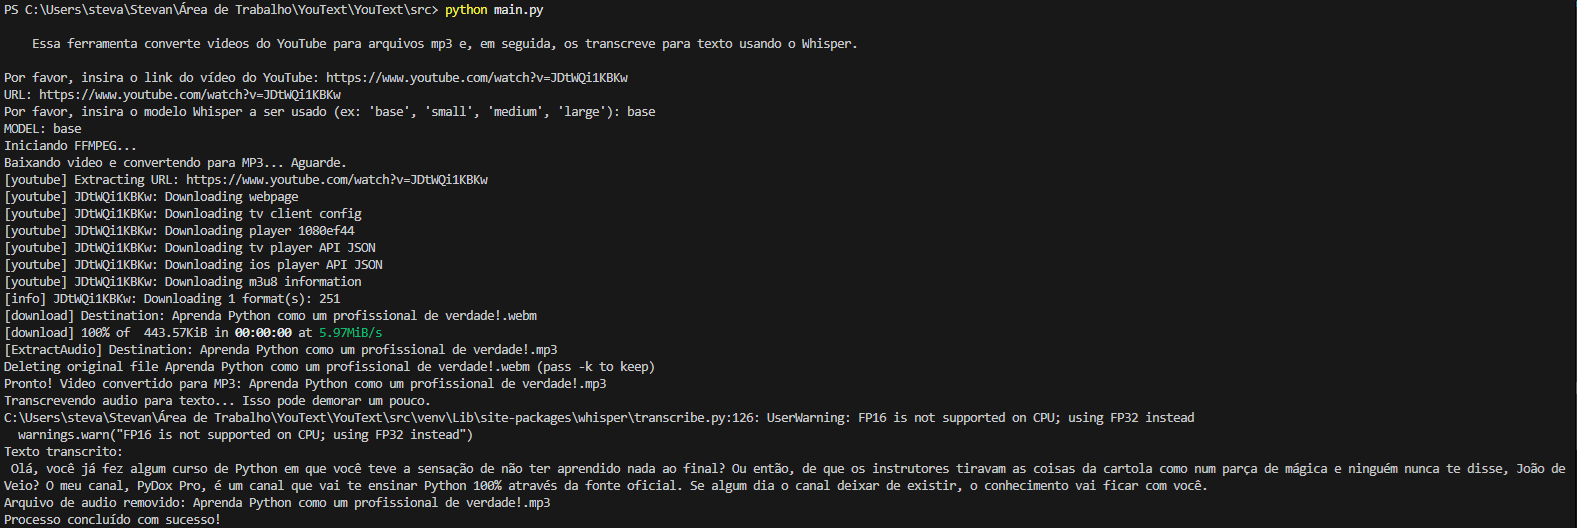 PS C:\Users\steva\Stevan\Área de Trabalho\YouText\YouText\src> python main.py
Essa ferramenta converte videos do YouTube para arquivos mp3 e, em seguida, os transcreve para texto usando o Whisper.
Por favor, insira o link do vídeo do YouTube: https://www.youtube.com/watch?v=JDtWQi1KBKw
URL: https://www.youtube.com/watch?v=JDtWQi1KBKw
Por favor, insira o modelo Whisper a ser usado (ex: 'base', 'small', 'medium', 'large'): base
MODEL: base
Iniciando FFMPEG...
Baixando video e convertendo para MP3... Aguarde.
[youtube] Extracting URL: https://www.youtube.com/watch?v=JDtWQi1KBKw
[youtube] JDtWQi1KBKw: Downloading webpage
[youtube] JDtWQi1KBKw: Downloading tv client config
[youtube] JDtWQi1KBKw: Downloading player 1080ef44
[youtube] JDtWQi1KBKw: Downloading tv player API JSON
[youtube] JDtWQi1KBKw: Downloading ios player API JSON
[youtube] JDtWQi1KBKw: Downloading m3u8 information
[info] JDtWQi1KBKw: Downloading 1 format(s): 251
[download] Destination: Aprenda Python como um profissional de verdade!.webm
[download] 100% of  443.57KiB in 00:00:00 at 5.97MiB/s
[ExtractAudio] Destination: Aprenda Python como um profissional de verdade!.mp3
Deleting original file Aprenda Python como um profissional de verdade!.webm (pass -k to keep)
Pronto! Video convertido para MP3: Aprenda Python como um profissional de verdade!.mp3
Transcrevendo audio para texto... Isso pode demorar um pouco.
C:\Users\steva\Stevan\Área de Trabalho\YouText\YouText\src\venv\Lib\site-packages\whisper\transcribe.py:126: UserWarning: FP16 is not supported on CPU; using FP32 instead
warnings.warn("FP16 is not supported on CPU; using FP32 instead")
Texto transcrito:
Olá, você já fez algum curso de Python em que você teve a sensação de não ter aprendido nada ao final? Ou então, de que os instrutores tiravam as coisas da cartola como num parça de mágica e ninguém nunca te disse, João de
Veio? O meu canal, PyDox Pro, é um canal que vai te ensinar Python 100% através da fonte oficial. Se algum dia o canal deixar de existir, o conhecimento vai ficar com você.
Arquivo de audio removido: Aprenda Python como um profissional de verdade!.mp3
Processo concluído com sucesso!